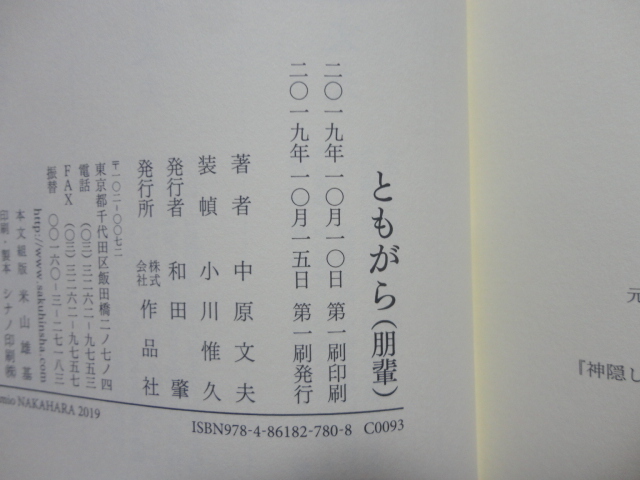 ともがら（朋輩）
二〇一九年一〇月一〇日 第一刷印刷
二〇一九年一〇月一五日 第一刷発行
著者 中原文夫
装幀 小川惟久
発行者 和田肇
発行所 株式会社 作品社
〒一〇二-〇〇七二
東京都千代田区飯田橋二ノ七ノ四
電話 （〇三）三二六二-九七五三
FAX （〇三）三二六二-九七五七
振替 〇〇一六〇-三-二七一八三
http://www.sakuhinsha.com
本文組版 米山雄基
印刷・製本 シナノ印刷㈱
mio NAKAHARA 2019
ISBN978-4-86182-780-8 C0093
元
『神隠し